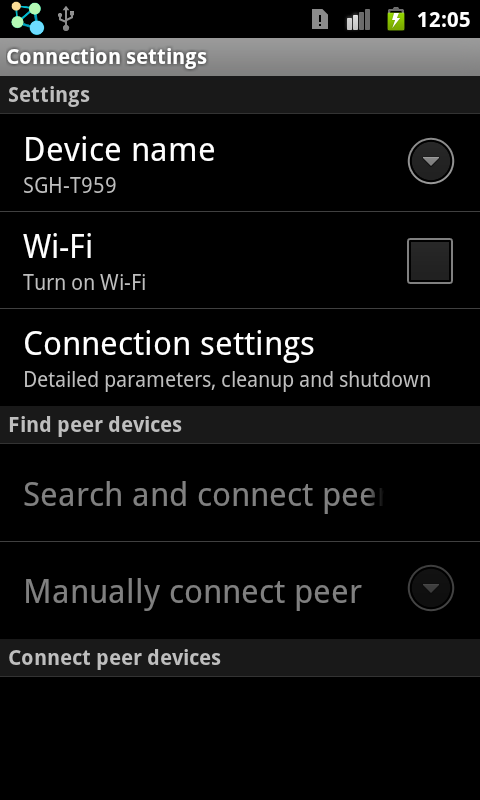 12:05
Connection settings
Settings
Device name
SGH-T959
Wi-Fi
Turn on Wi-Fi
Connection settings
Detailed parameters, cleanup and shutdown
Find peer devices
Search and connect peer
Manually connect peer
Connect peer devices